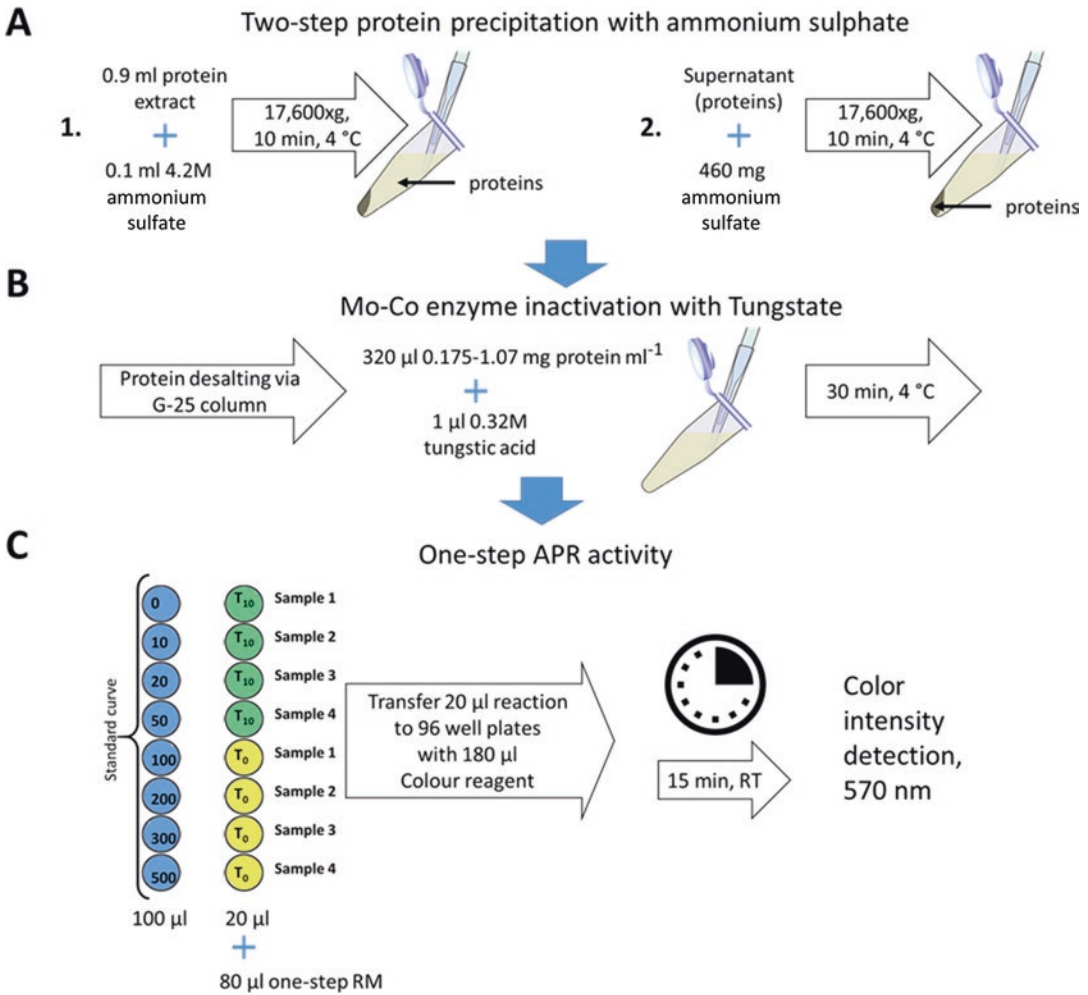 A
Two-step protein precipitation with ammonium sulphate
1.
0.9 ml protein
extract
+
0.1 ml 4.2M
ammonium
sulfate
17,600xg,
10 min, 4 °C
proteins
2.
Supernatant
(proteins)
+
460 mg
ammonium
sulfate
17,600xg,
10 min, 4 °C
proteins
B
Mo-Co enzyme inactivation with Tungstate
Protein desalting via
G-25 column
320 µl 0.175-1.07 mg protein ml⁻¹
+
1 µl 0.32M
tungstic acid
30 min, 4 °C
C
One-step APR activity
Standard curve
0
10
20
50
100
200
300
500
100 µl
T₁₀ Sample 1
T₁₀ Sample 2
T₁₀ Sample 3
T₁₀ Sample 4
T₀ Sample 1
T₀ Sample 2
T₀ Sample 3
T₀ Sample 4
20 µl
+
80 µl one-step RM
Transfer 20 µl reaction
to 96 well plates
with 180 µl
Colour reagent
15 min, RT
Color
intensity
detection,
570 nm